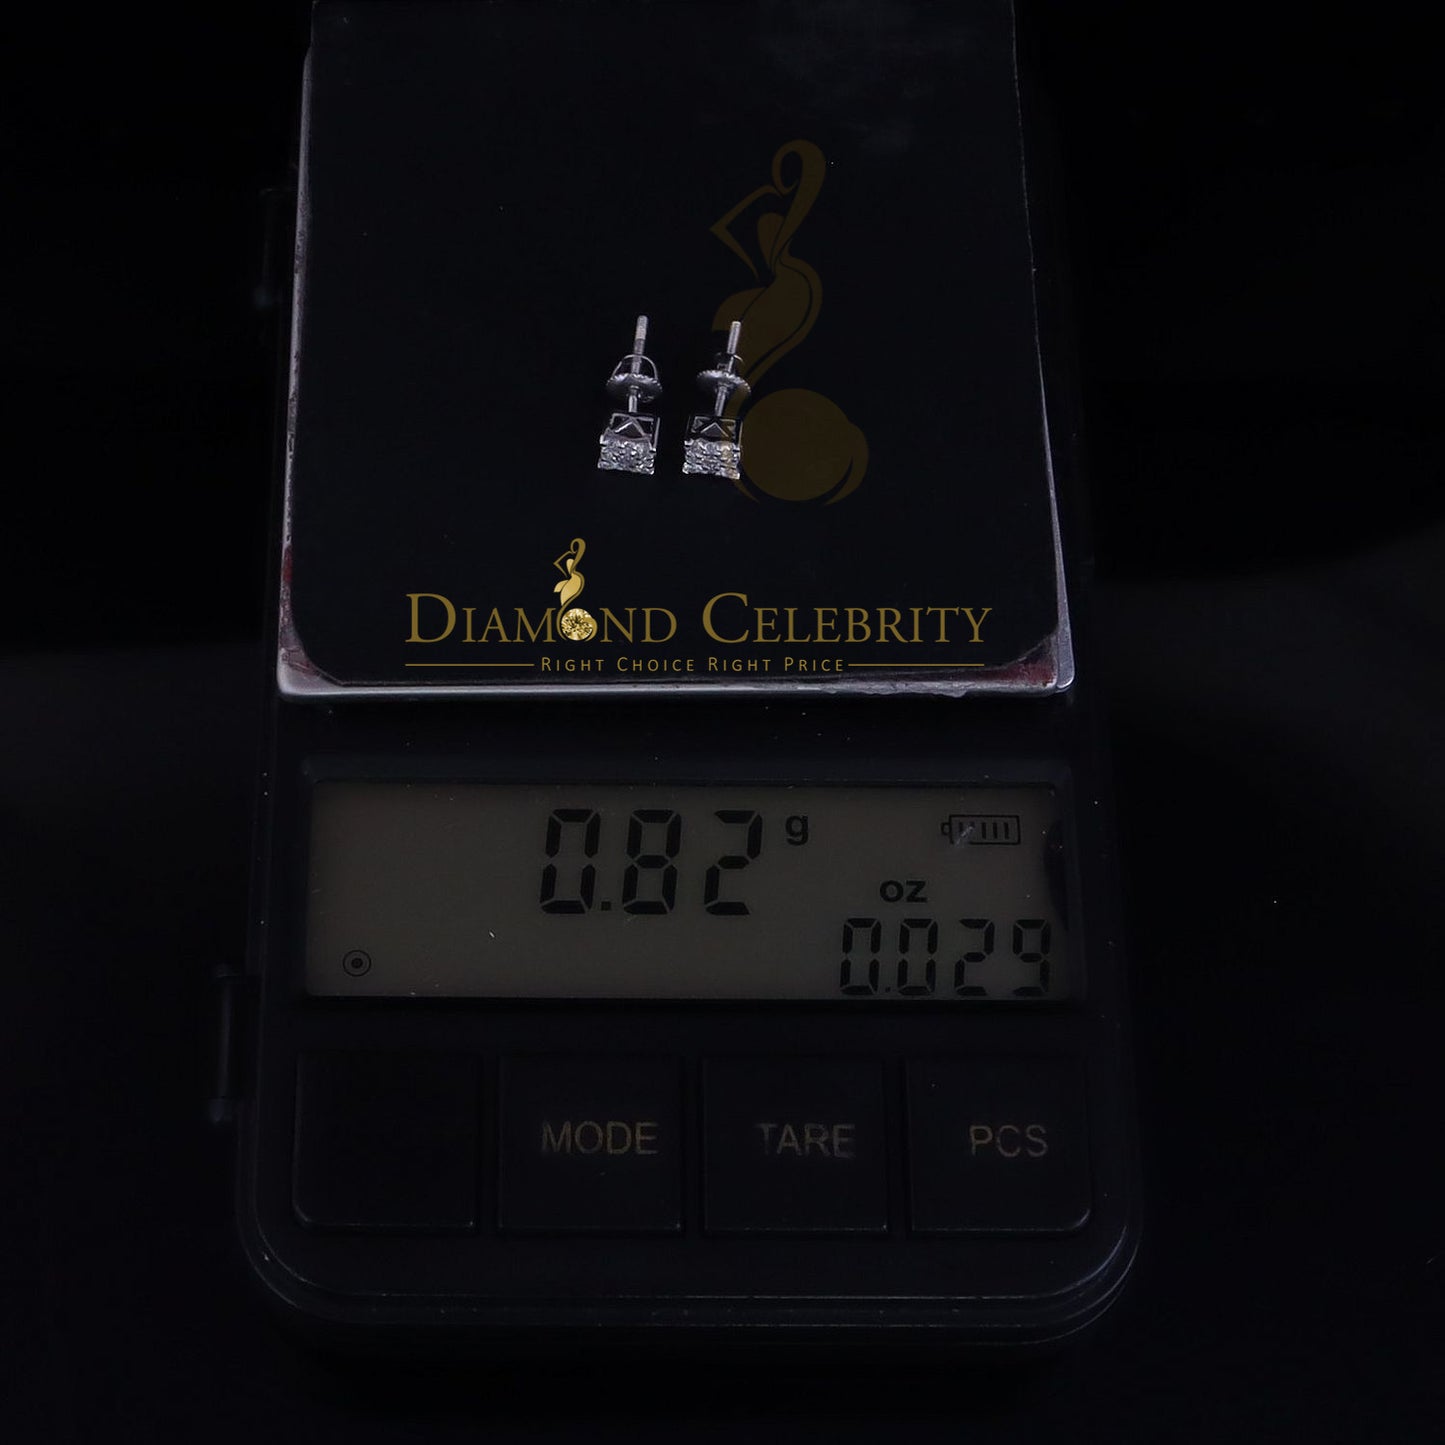 DIAMOND CELEBRITY
RIGHT CHOICE RIGHT PRICE
0.82 g
oz
0.029
MODE TARE PCS